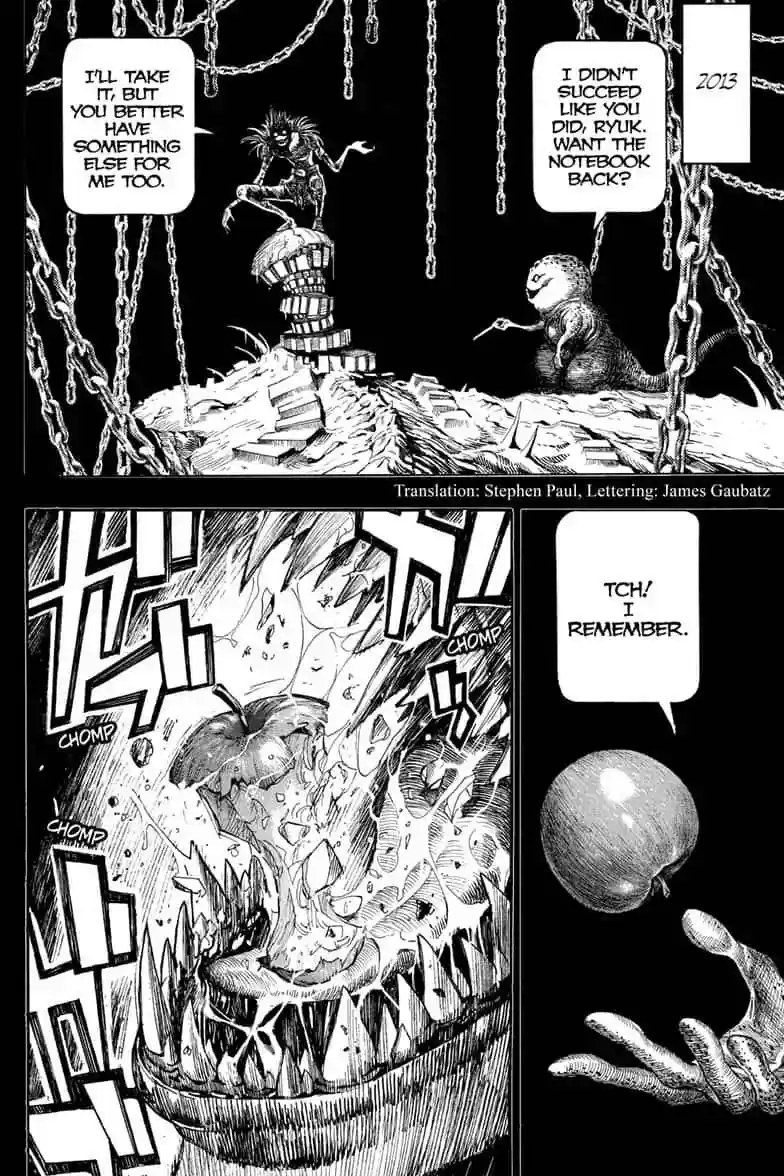 2013
I DIDN'T
SUCCEED
LIKE YOU
DID, RYUK.
WANT THE
NOTEBOOK
BACK?
I'LL TAKE
IT, BUT
YOU BETTER
HAVE
SOMETHING
ELSE FOR
ME TOO.
Translation: Stephen Paul, Lettering: James Gaubatz
TCH!
I
REMEMBER.
CHOMP
CHOMP
CHOMP